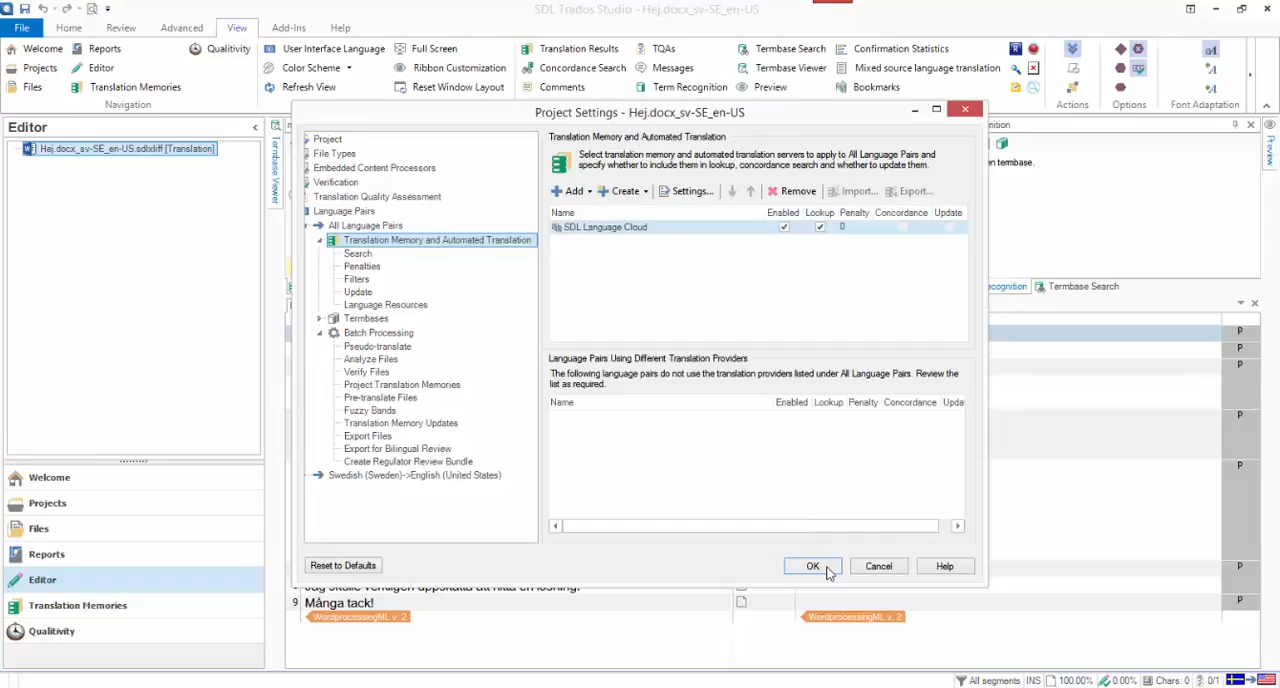 SDL Trados Studio - Hej.docx_sv-SE_en-US
File Home Review Advanced View Add-Ins Help
Welcome Reports Qualitivity User Interface Language Full Screen Translation Results TQAs Termbase Search Confirmation Statistics
Projects Editor Color Scheme Ribbon Customization Concordance Search Messages Termbase Viewer Mixed source language translation
Files Translation Memories Refresh View Reset Window Layout Comments Term Recognition Preview Bookmarks
Navigation Actions Options Font Adaptation
Editor
Hej.docx_sv-SE_en-US.sdlxliff [Translation]
Termbase Viewer
Project Settings - Hej.docx_sv-SE_en-US
Project
File Types
Embedded Content Processors
Verification
Translation Quality Assessment
Language Pairs
All Language Pairs
Translation Memory and Automated Translation
Search
Penalties
Filters
Update
Language Resources
Termbases
Batch Processing
Pseudo-translate
Analyze Files
Verify Files
Project Translation Memories
Pre-translate Files
Fuzzy Bands
Translation Memory Updates
Export Files
Export for Bilingual Review
Create Regulator Review Bundle
Swedish (Sweden)->English (United States)
Translation Memory and Automated Translation
Select translation memory and automated translation servers to apply to All Language Pairs and
specify whether to include them in lookup, concordance search and whether to update them.
Add Create Settings... Remove Import... Export...
Name Enabled Lookup Penalty Concordance Update
SDL Language Cloud 0
Language Pairs Using Different Translation Providers
The following language pairs do not use the translation providers listed under All Language Pairs. Review the
list as required.
Name Enabled Lookup Penalty Concordance Upda
Reset to Defaults OK Cancel Help
nition
Preview
en termbase.
ecognition Termbase Search
P
P
P
P
P
P
P
9 Många tack!
WordprocessingML v. 2 WordprocessingML v. 2
Welcome
Projects
Files
Reports
Editor
Translation Memories
Qualitivity
All segments INS 100.00% 0.00% Chars: 0 0/1